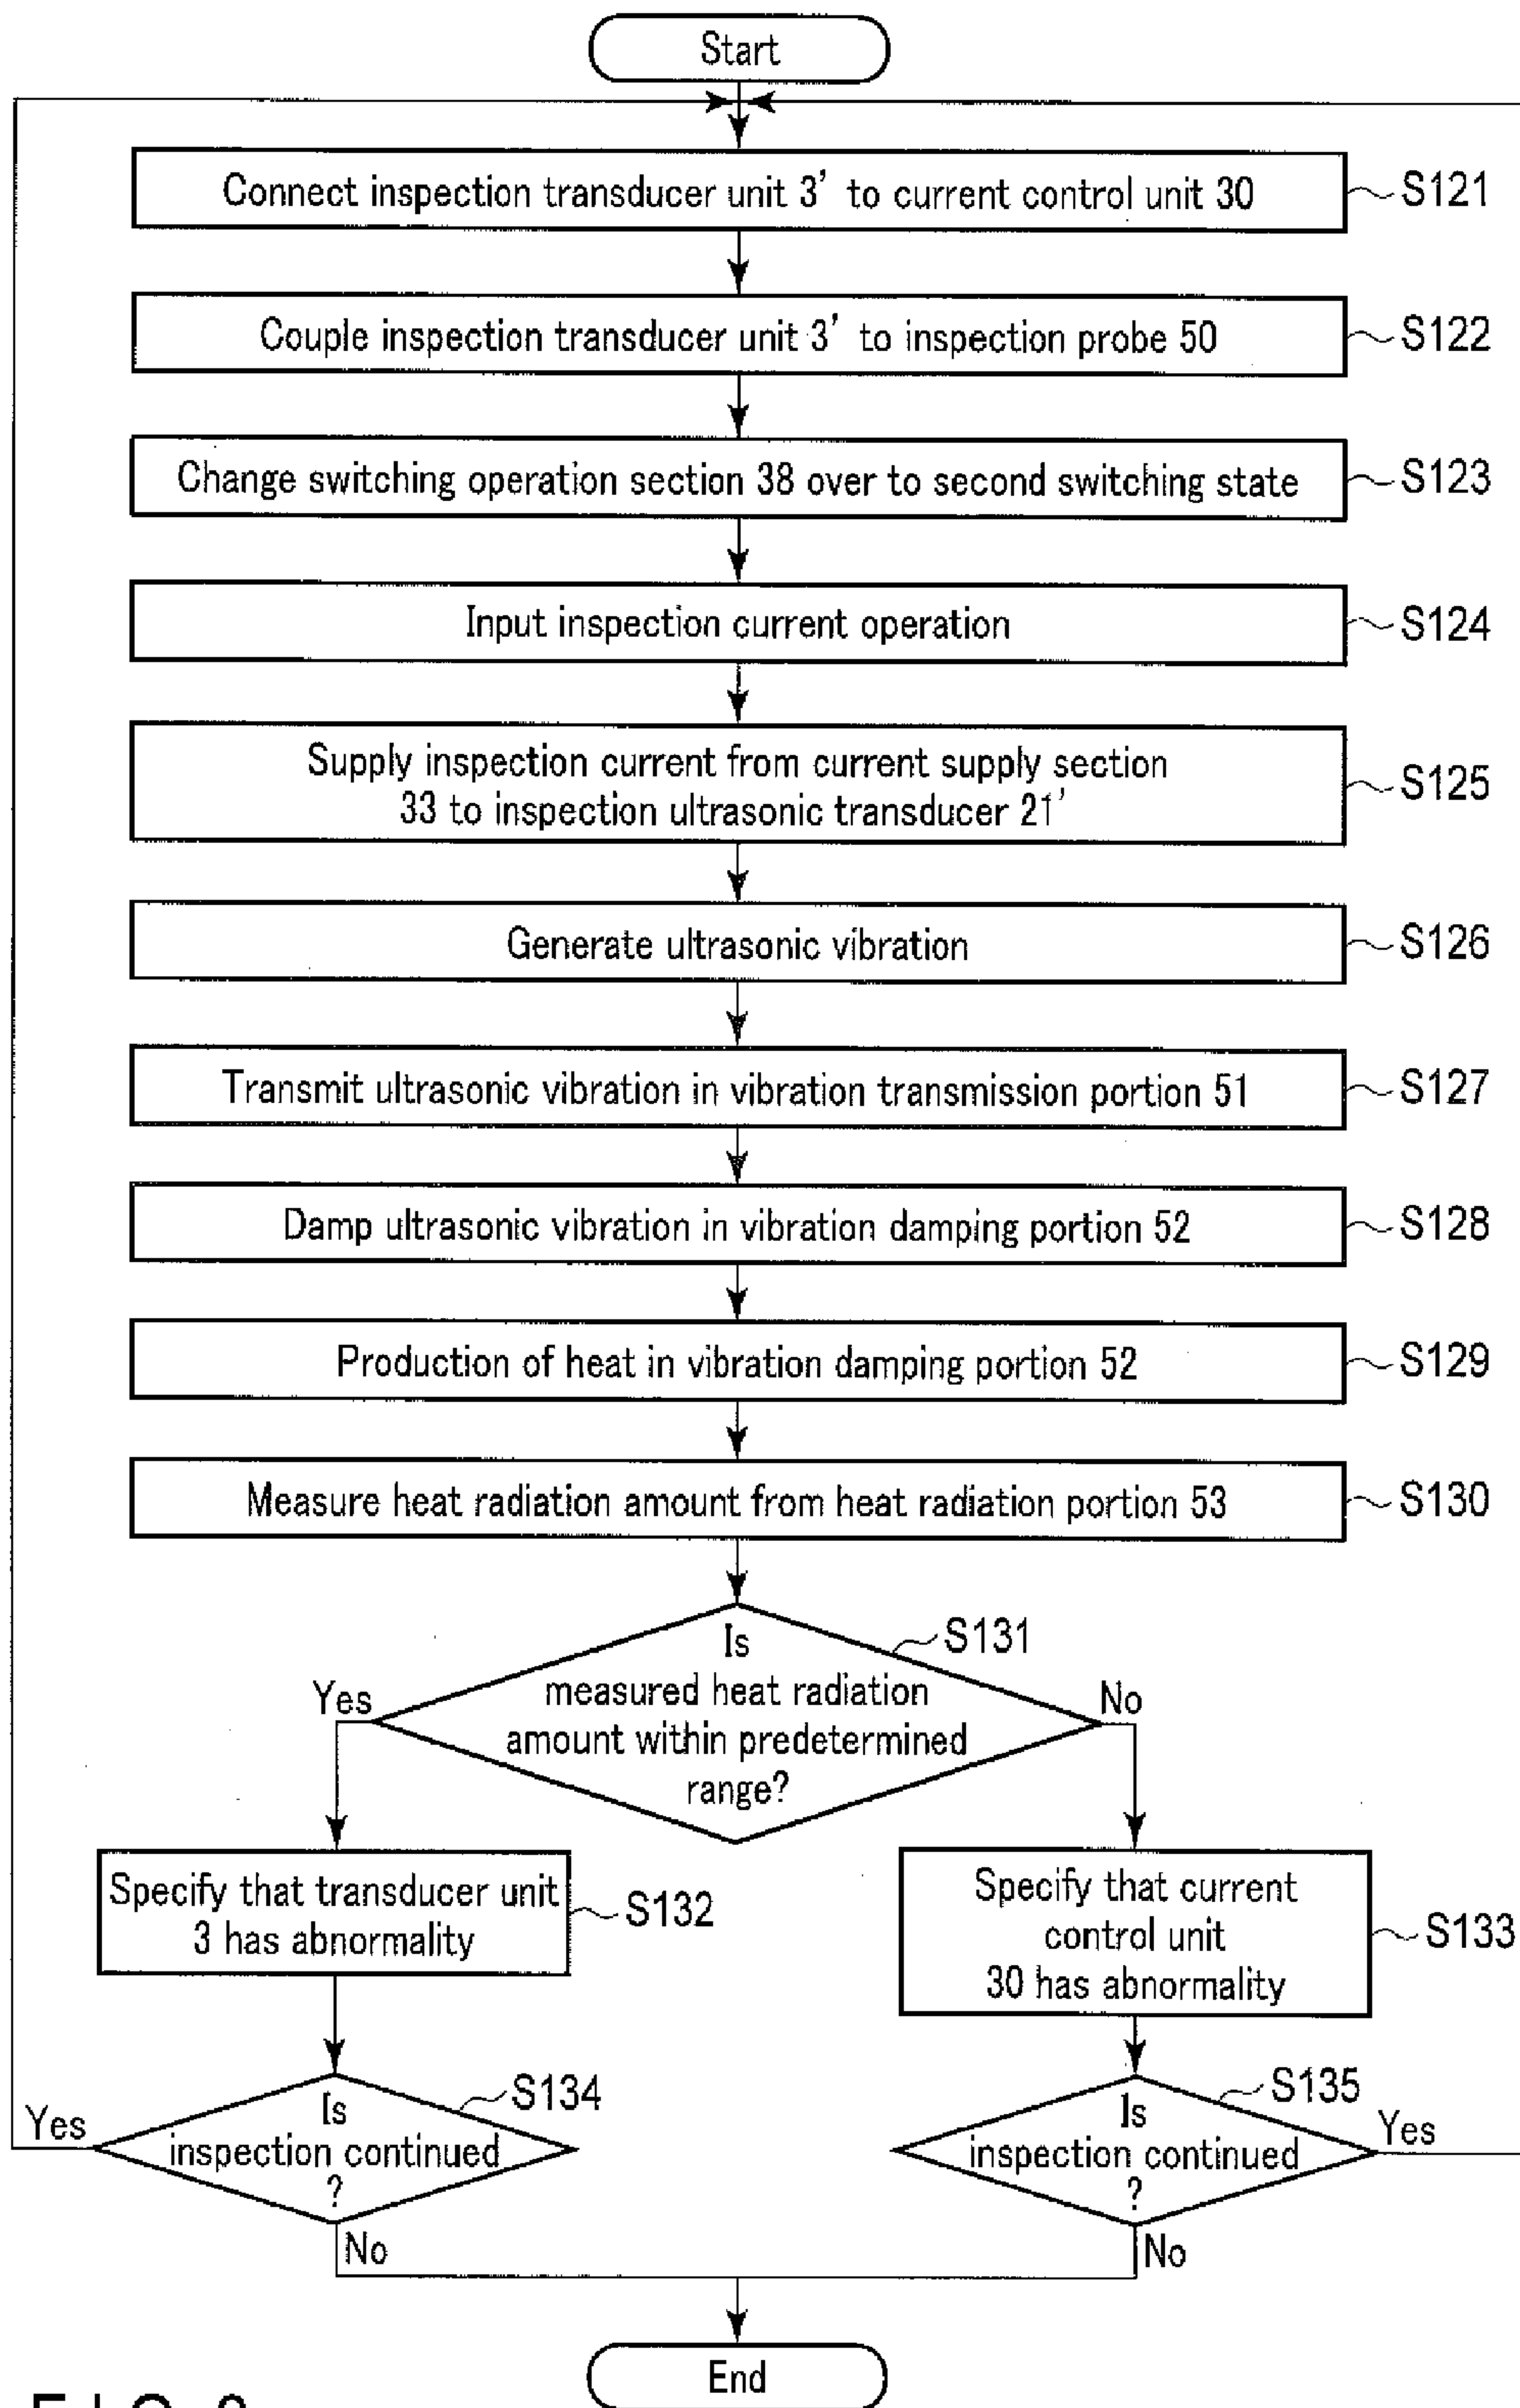 Start
Connect inspection transducer unit 3' to current control unit 30
S121
Couple inspection transducer unit 3' to inspection probe 50
S122
Change switching operation section 38 over to second switching state
S123
Input inspection current operation
S124
Supply inspection current from current supply section
33 to inspection ultrasonic transducer 21'
S125
Generate ultrasonic vibration
S126
Transmit ultrasonic vibration in vibration transmission portion 51
S127
Damp ultrasonic vibration in vibration damping portion 52
S128
Production of heat in vibration damping portion 52
S129
Measure heat radiation amount from heat radiation portion 53
S130
Is
measured heat radiation
amount within predetermined
range?
S131
Yes
No
Specify that transducer unit
3 has abnormality
S132
Specify that current
control unit
30 has abnormality
S133
Is
inspection continued
?
S134
Yes
No
Is
inspection continued
?
S135
Yes
No
End